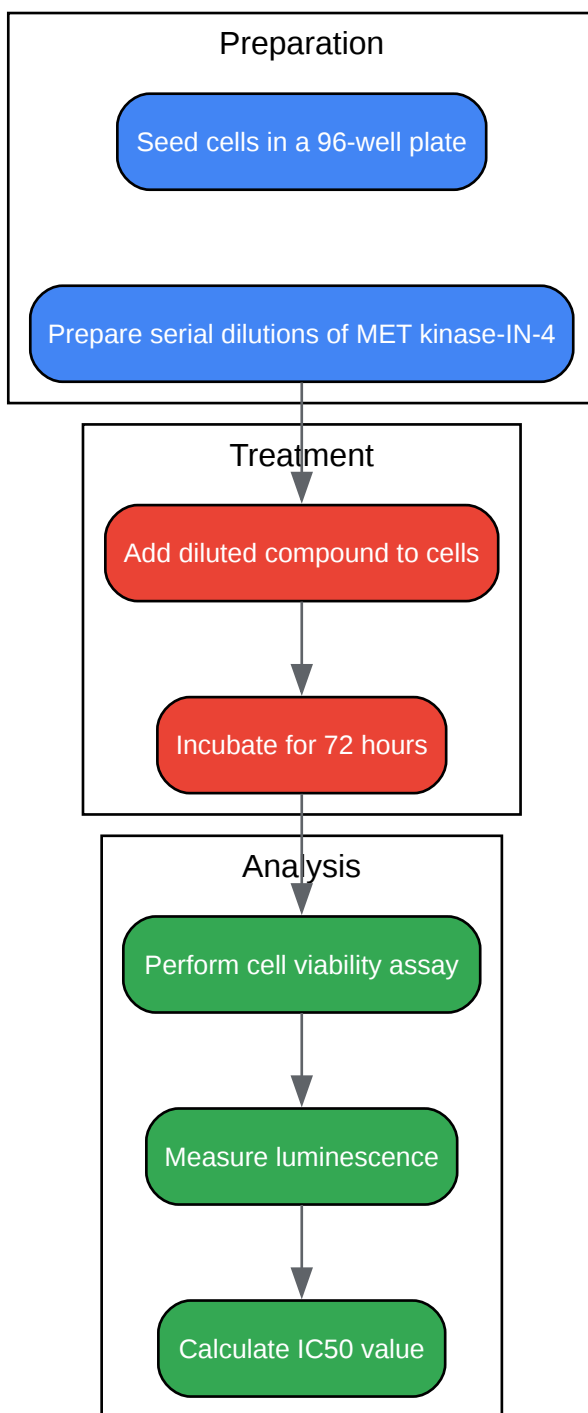 Preparation
Seed cells in a 96-well plate
Prepare serial dilutions of MET kinase-IN-4
Treatment
Add diluted compound to cells
Incubate for 72 hours
Analysis
Perform cell viability assay
Measure luminescence
Calculate IC50 value